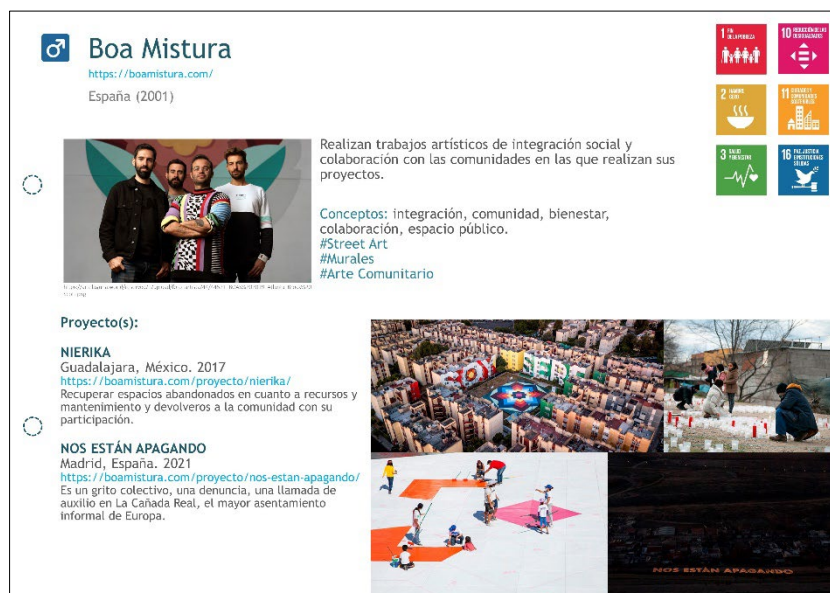 Boa Mistura
https://boamistura.com/
España (2001)
1 FIN
DE LA POBREZA
10 REDUCCIÓN DE LAS
DESIGUALDADES
2 HAMBRE
CERO
11 CIUDADES Y
COMUNIDADES
SOSTENIBLES
3 SALUD
Y BIENESTAR
16 PAZ, JUSTICIA
E INSTITUCIONES
SÓLIDAS
Realizan trabajos artísticos de integración social y
colaboración con las comunidades en las que realizan sus
proyectos.
Conceptos: integración, comunidad, bienestar,
colaboración, espacio público.
#Street Art
#Murales
#Arte Comunitario
Proyecto(s):
NIERIKA
Guadalajara, México. 2017
https://boamistura.com/proyecto/nierika/
Recuperar espacios abandonados en cuanto a recursos y
mantenimiento y devolveros a la comunidad con su
participación.
NOS ESTÁN APAGANDO
Madrid, España. 2021
https://boamistura.com/proyecto/nos-estan-apagando/
Es un grito colectivo, una denuncia, una llamada de
auxilio en La Cañada Real, el mayor asentamiento
informal de Europa.
NOS ESTÁN APAGANDO